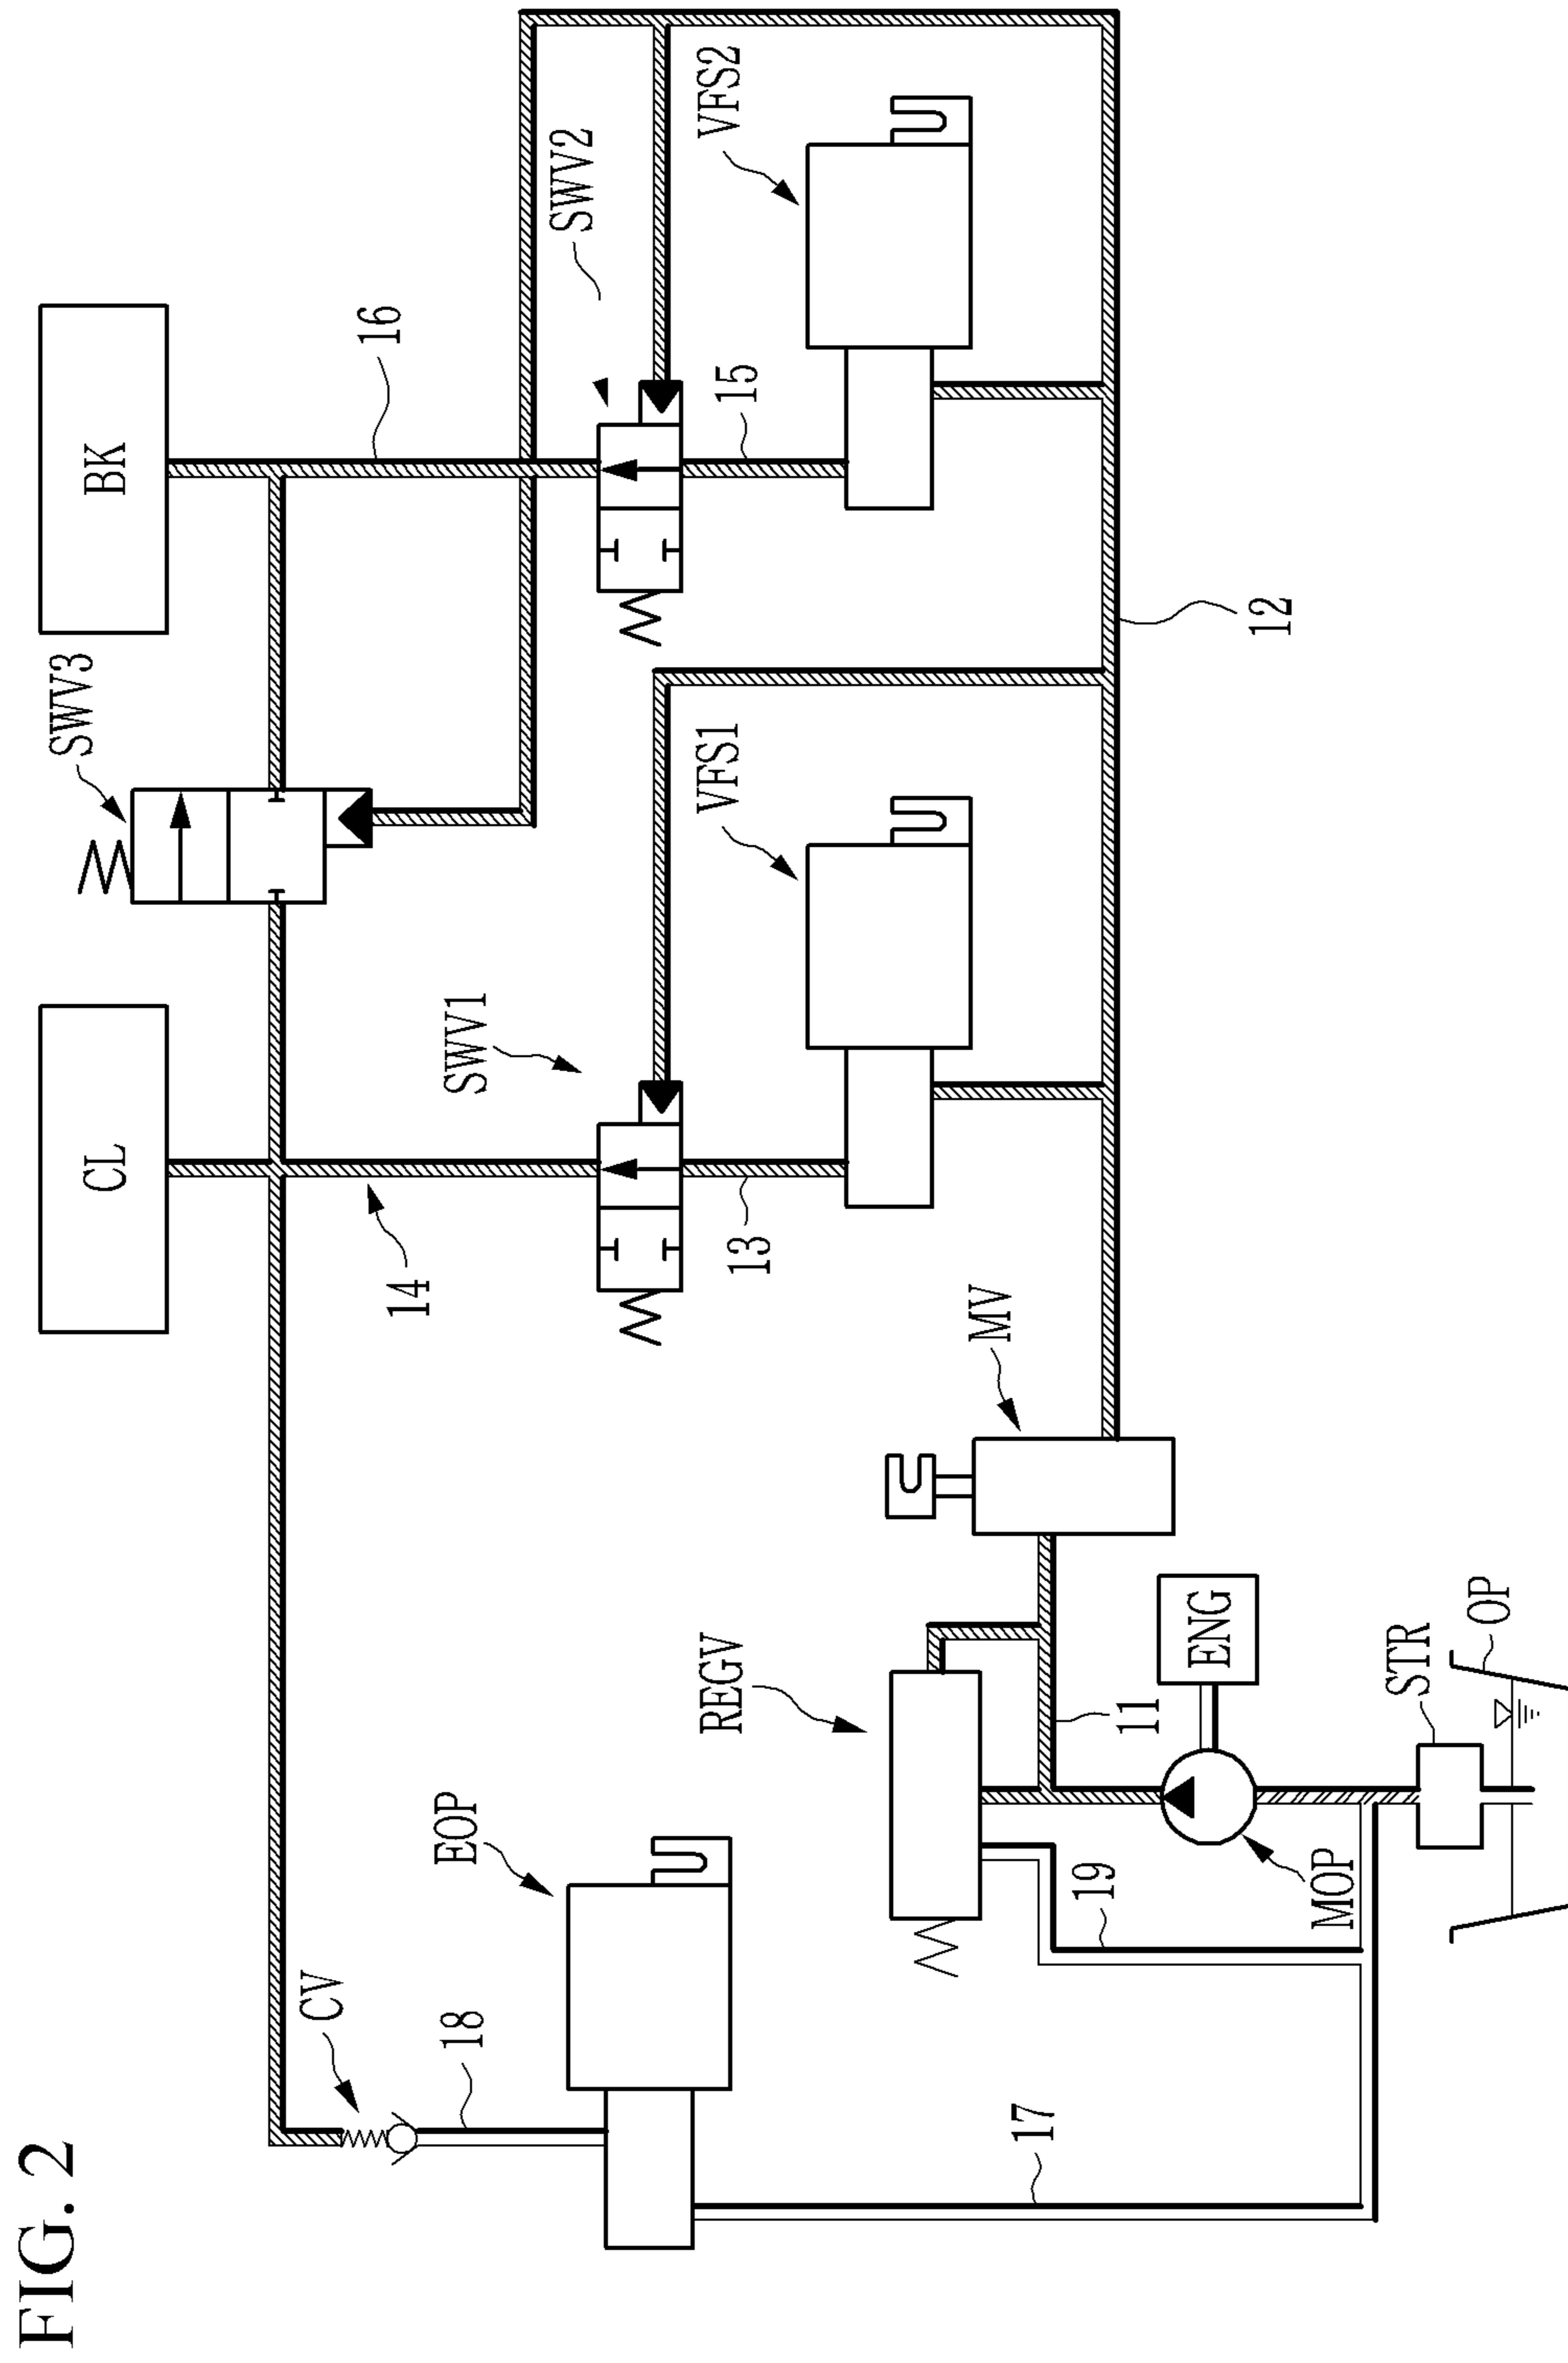 FIG. 2
CL
BK
SWV3
CV
14
16
SWV1
SWV2
EOP
18
13
15
REGV
VFS1
VFS2
MV
17
19
11
ENG
12
MOP
STR
OP